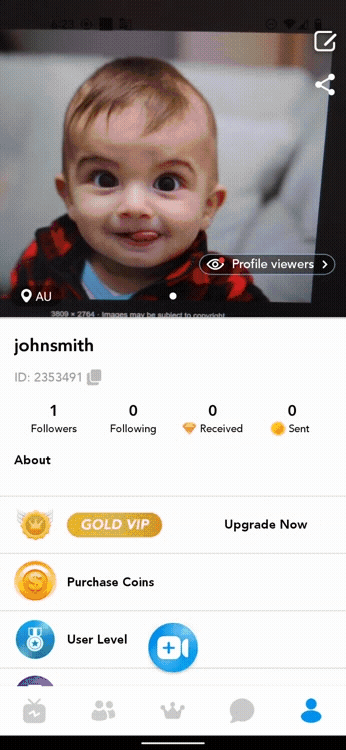 Profile viewers
AU
3809 × 2764 · Images may be subject to copyright
johnsmith
ID: 2353491
1
0
0
0
Followers
Following
Received
Sent
About
GOLD VIP
Upgrade Now
Purchase Coins
User Level